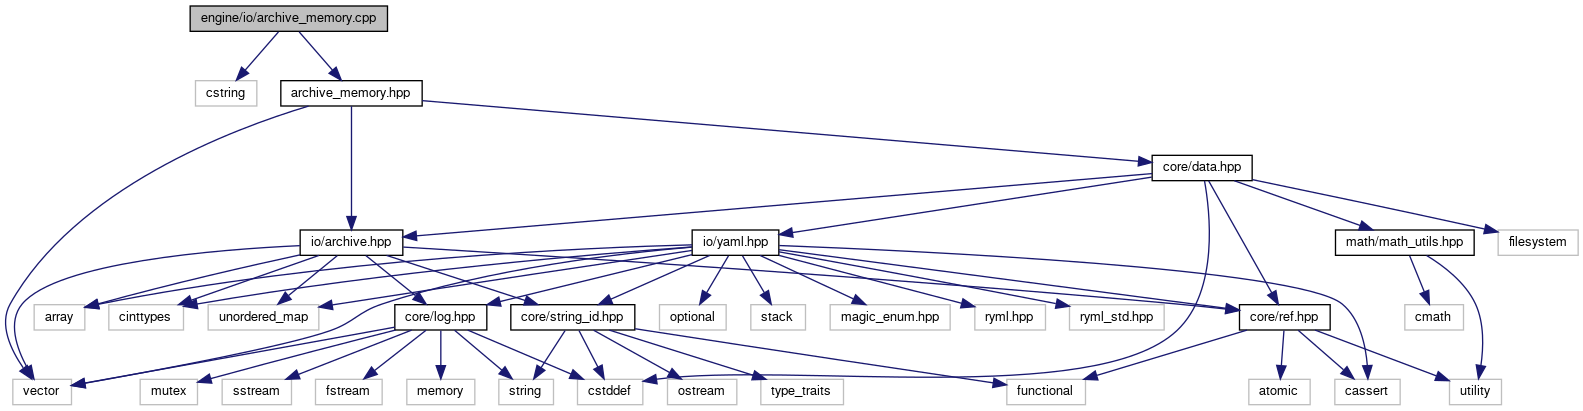 engine/io/archive_memory.cpp
cstring
archive_memory.hpp
core/data.hpp
io/archive.hpp
io/yaml.hpp
math/math_utils.hpp
filesystem
array
cinttypes
unordered_map
core/log.hpp
core/string_id.hpp
optional
stack
magic_enum.hpp
ryml.hpp
ryml_std.hpp
core/ref.hpp
cmath
vector
mutex
sstream
fstream
memory
string
cstddef
ostream
type_traits
functional
atomic
cassert
utility